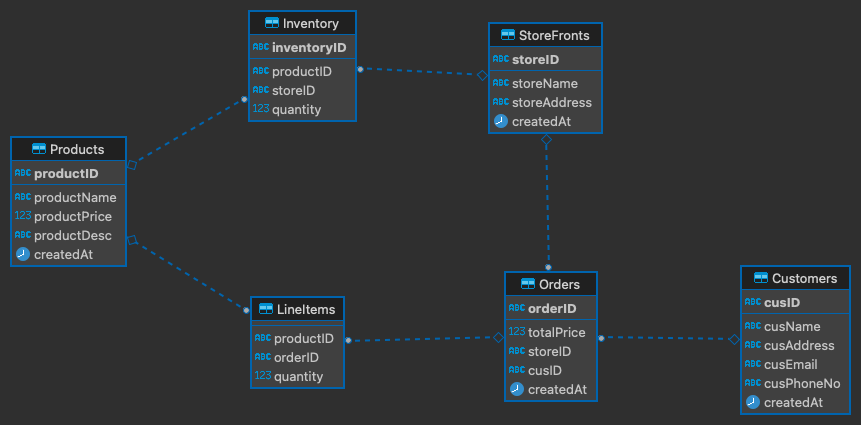 Inventory
ABC inventoryID
ABC productID
ABC storeID
123 quantity
StoreFronts
ABC storeID
ABC storeName
ABC storeAddress
createdAt
Products
ABC productID
ABC productName
123 productPrice
ABC productDesc
createdAt
LineItems
ABC productID
ABC orderID
123 quantity
Orders
ABC orderID
123 totalPrice
ABC storeID
ABC cusID
createdAt
Customers
ABC cusID
ABC cusName
ABC cusAddress
ABC cusEmail
ABC cusPhoneNo
createdAt